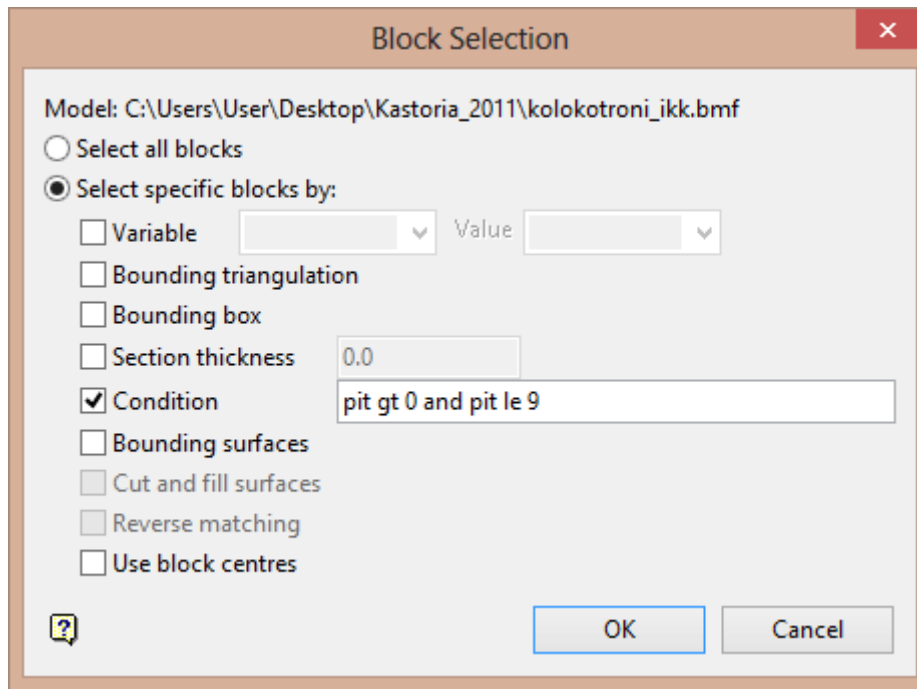 Block Selection
Model: C:\Users\User\Desktop\Kastoria_2011\kolokotroni_ikk.bmf
Select all blocks
Select specific blocks by:
Variable Value
Bounding triangulation
Bounding box
Section thickness 0.0
Condition pit gt 0 and pit le 9
Bounding surfaces
Cut and fill surfaces
Reverse matching
Use block centres
OK Cancel